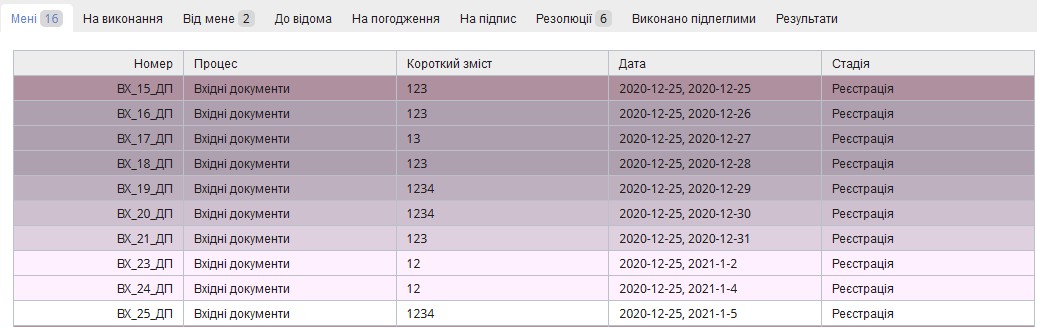 Мені 16 На виконання Від мене 2 До відома На погодження На підпис Резолюції 6 Виконано підлеглими Результати
Номер Процес Короткий зміст Дата Стадія
ВХ_15_ДП Вхідні документи 123 2020-12-25, 2020-12-25 Реєстрація
ВХ_16_ДП Вхідні документи 123 2020-12-25, 2020-12-26 Реєстрація
ВХ_17_ДП Вхідні документи 13 2020-12-25, 2020-12-27 Реєстрація
ВХ_18_ДП Вхідні документи 123 2020-12-25, 2020-12-28 Реєстрація
ВХ_19_ДП Вхідні документи 1234 2020-12-25, 2020-12-29 Реєстрація
ВХ_20_ДП Вхідні документи 1234 2020-12-25, 2020-12-30 Реєстрація
ВХ_21_ДП Вхідні документи 123 2020-12-25, 2020-12-31 Реєстрація
ВХ_23_ДП Вхідні документи 12 2020-12-25, 2021-1-2 Реєстрація
ВХ_24_ДП Вхідні документи 12 2020-12-25, 2021-1-4 Реєстрація
ВХ_25_ДП Вхідні документи 1234 2020-12-25, 2021-1-5 Реєстрація